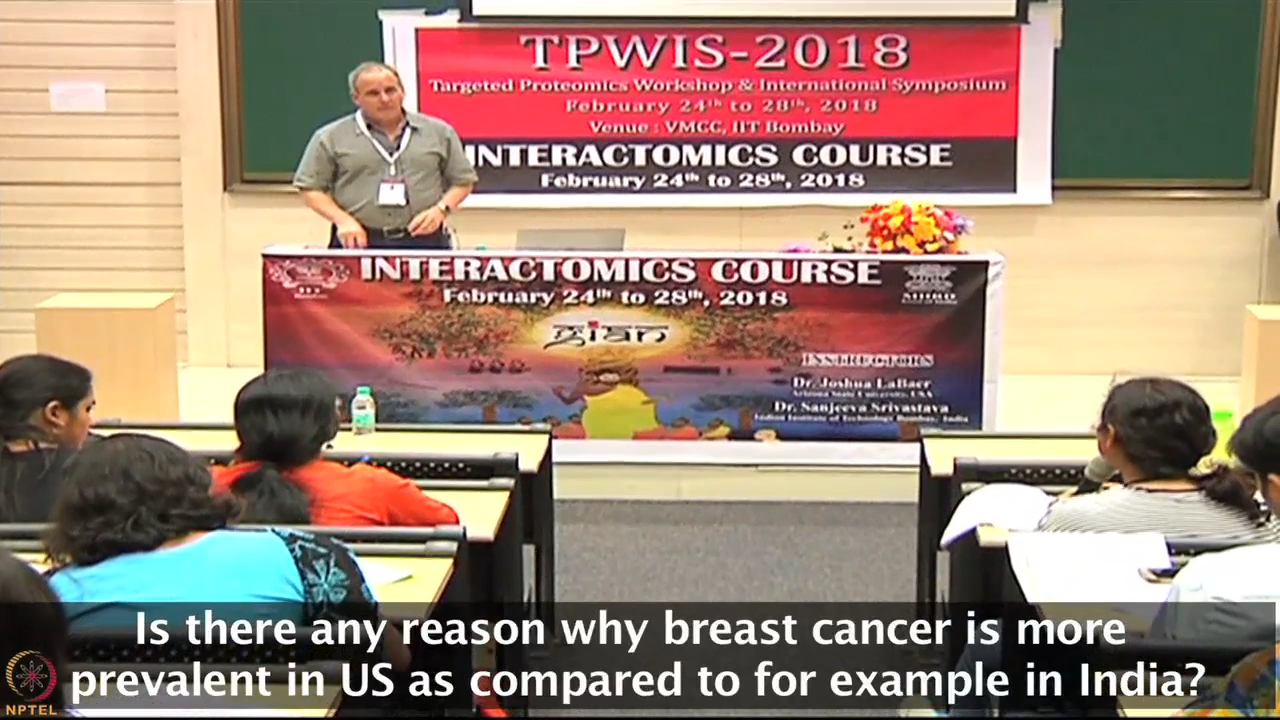 TPWIS-2018
Targeted Proteomics Workshop & International Symposium
February 24th to 28th, 2018
Venue : VMCC, IIT Bombay
INTERACTOMICS COURSE
February 24th to 28th, 2018
INTERACTOMICS COURSE
February 24th to 28th, 2018
MHRD
gian
INSTRUCTORS
Dr. Joshua LaBaer
Arizona State University, USA
Dr. Sanjeeva Srivastava
Indian Institute of Technology Bombay, India
Is there any reason why breast cancer is more
prevalent in US as compared to for example in India?
NPTEL